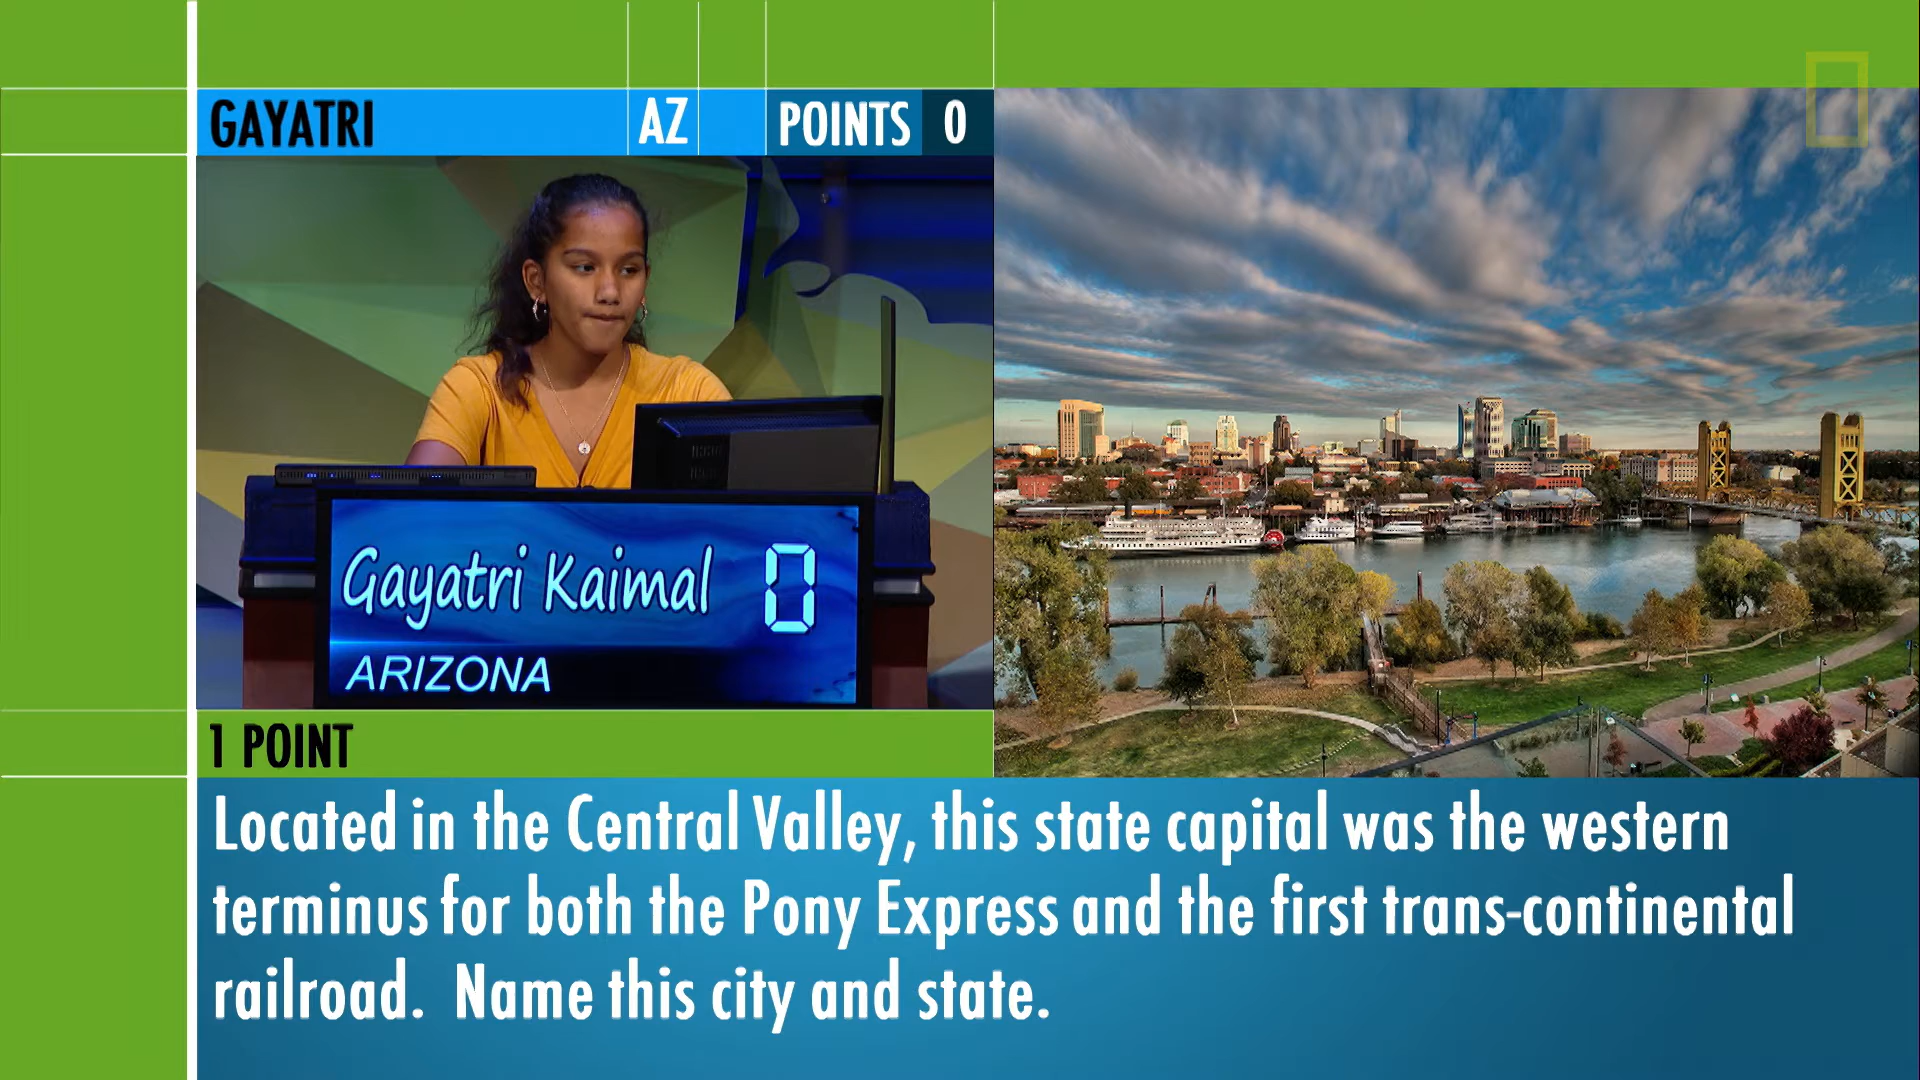 GAYATRI AZ POINTS 0
Gayatri Kaimal 0
ARIZONA
1 POINT
Located in the Central Valley, this state capital was the western
terminus for both the Pony Express and the first trans-continental
railroad. Name this city and state.